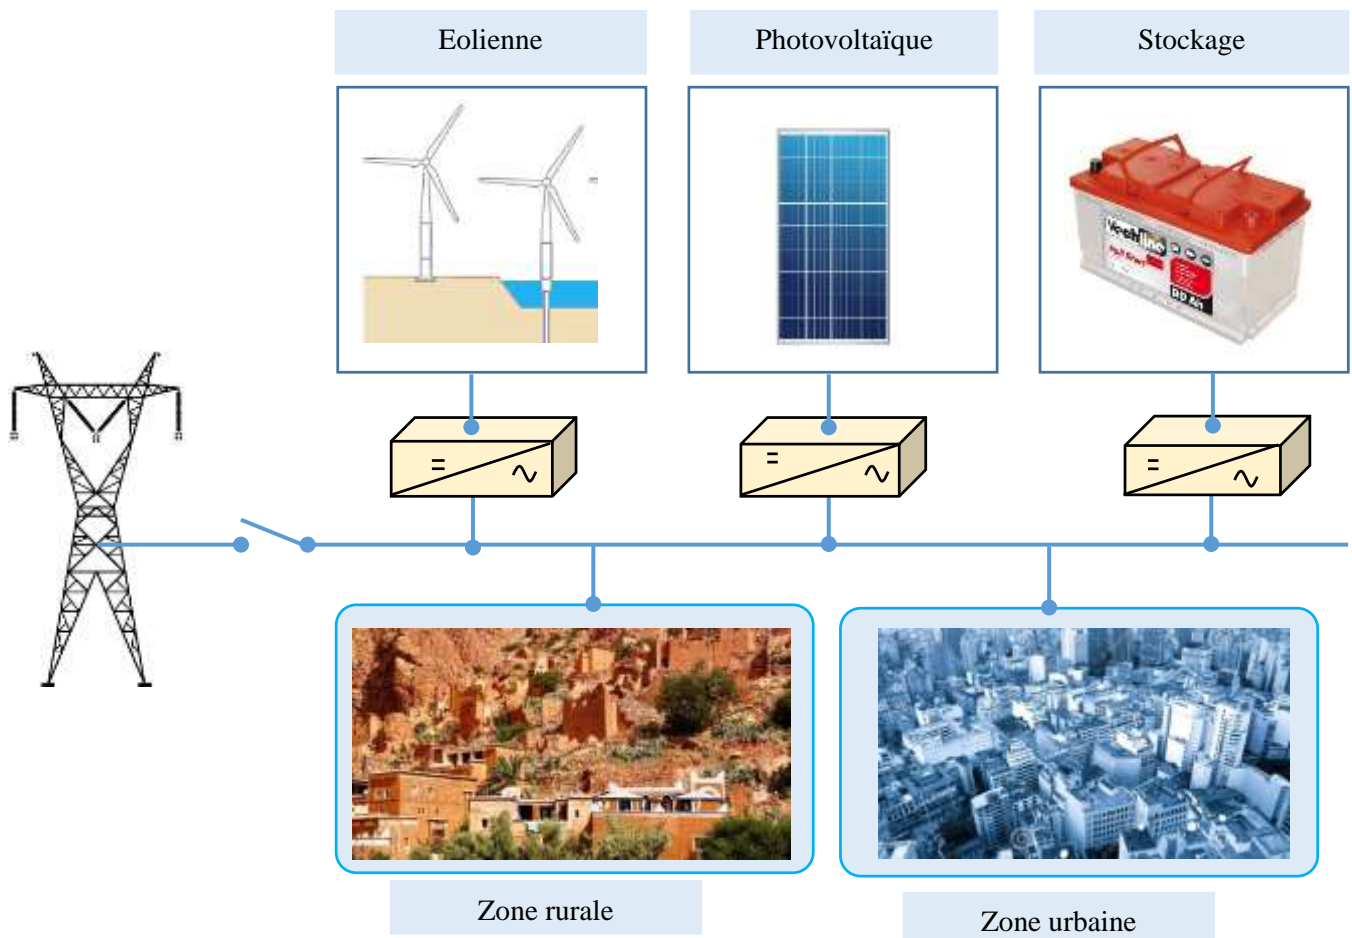 Eolienne
Photovoltaïque
Stockage
=
=
=
Zone rurale
Zone urbaine